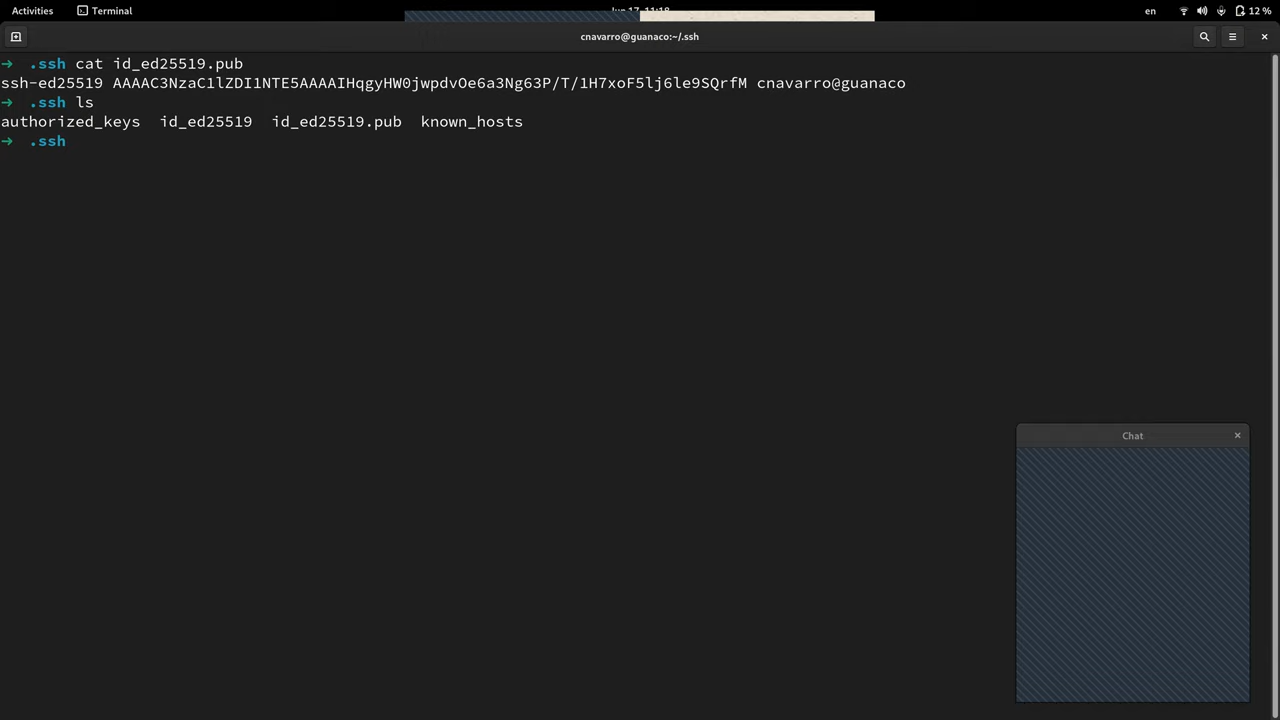 Activities Terminal en 12 %
cnavarro@guanaco:~/.ssh
→ .ssh cat id_ed25519.pub
ssh-ed25519 AAAAC3NzaC1lZDI1NTE5AAAAIHqgyHW0jwpdvOe6a3Ng63P/T/1H7xoF5lj6le9SQrfM cnavarro@guanaco
→ .ssh ls
authorized_keys id_ed25519 id_ed25519.pub known_hosts
→ .ssh
Chat